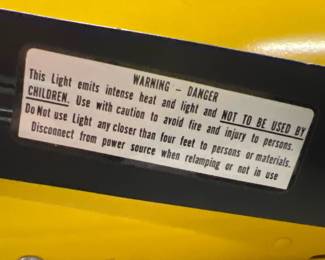 WARNING - DANGER
This Light emits intense heat and light and NOT TO BE USED BY
CHILDREN. Use with caution to avoid fire and injury to persons.
Do Not use Light any closer than four feet to persons or materials.
Disconnect from power source when relamping or not in use